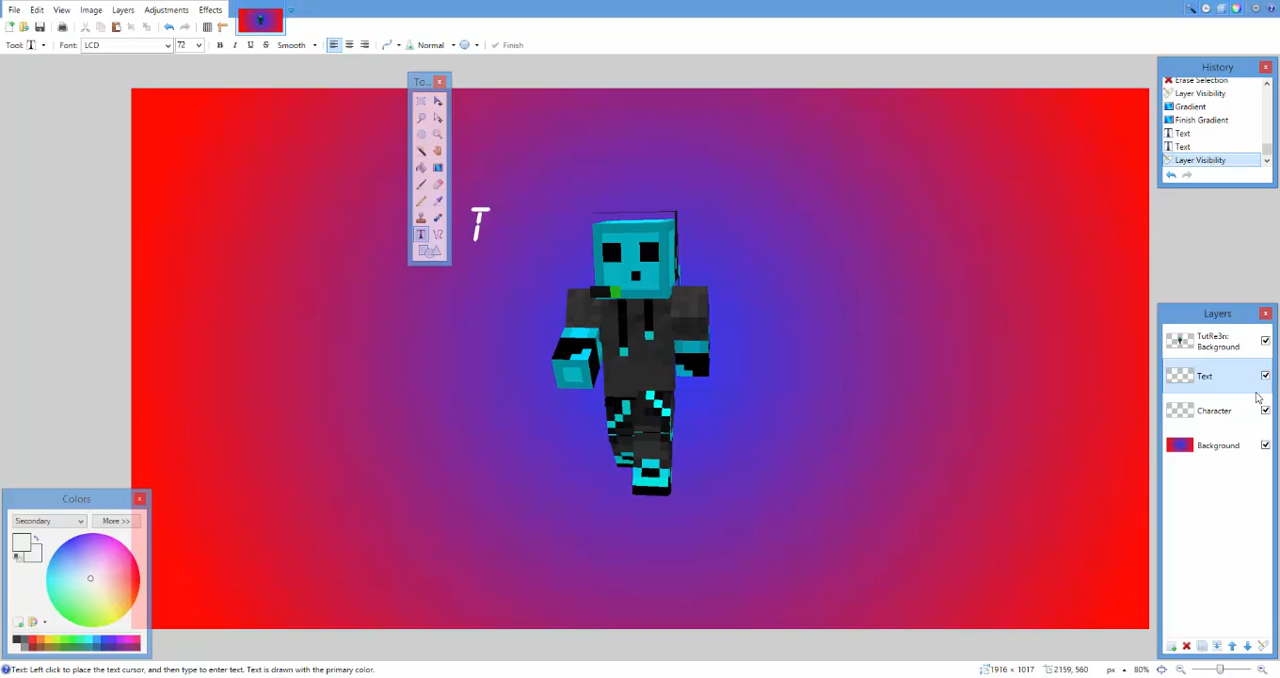 File Edit View Image Layers Adjustments Effects
Tool: T Font: LCD 72 B I U S Smooth Normal Finish
To...
T
History
Erase Selection
Layer Visibility
Gradient
Finish Gradient
Text
Text
Layer Visibility
Layers
TutRe3n:
Background
Text
Character
Background
Colors
Secondary More >>
Text: Left click to place the text cursor, and then type to enter text. Text is drawn with the primary color. 1916 × 1017 2159, 560 px 80%